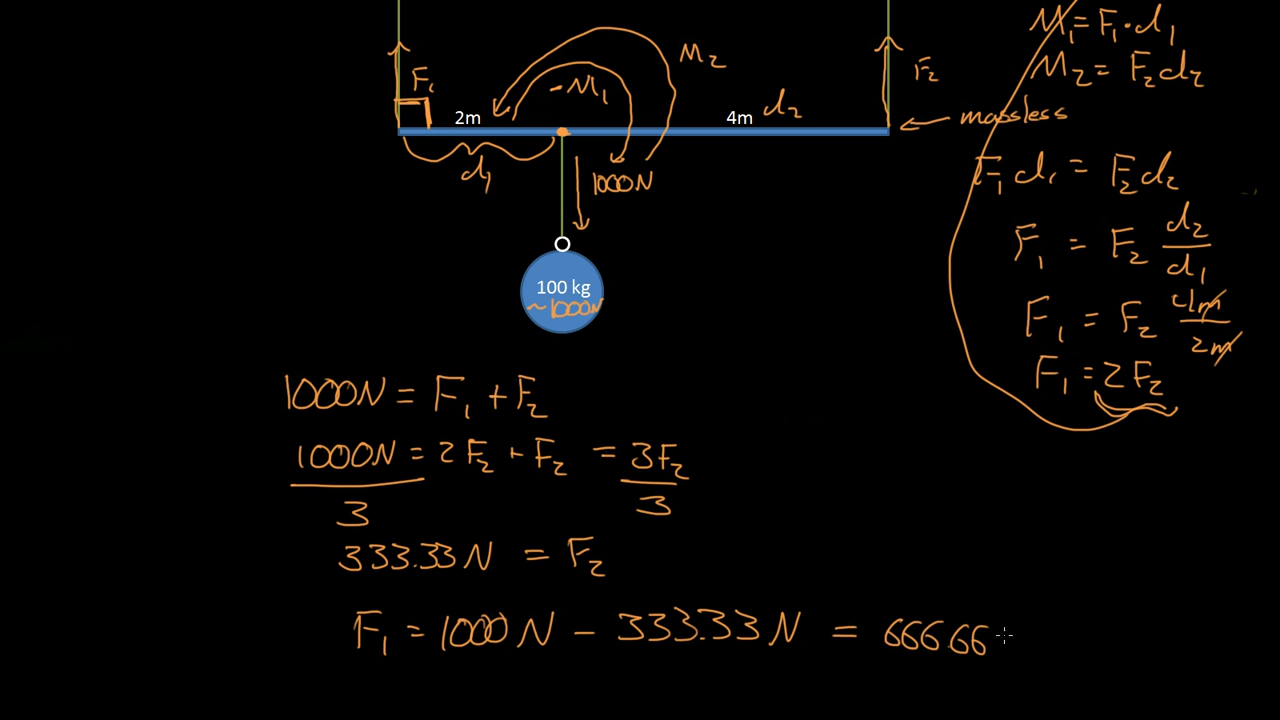 M₁ = F₁ · d₁
M₂ = F₂d₂
massless
F₁d₁ = F₂d₂
F₁ = F₂ d₂/d₁
F₁ = F₂ 4m/2m
F₁ = 2F₂
F₁
-M₁
M₂
F₂
2m
4m
d₂
d₁
1000N
100 kg
~1000N
1000N = F₁ + F₂
1000N = 2F₂ + F₂ = 3F₂
3 3
333.33N = F₂
F₁ = 1000N - 333.33N = 666.66